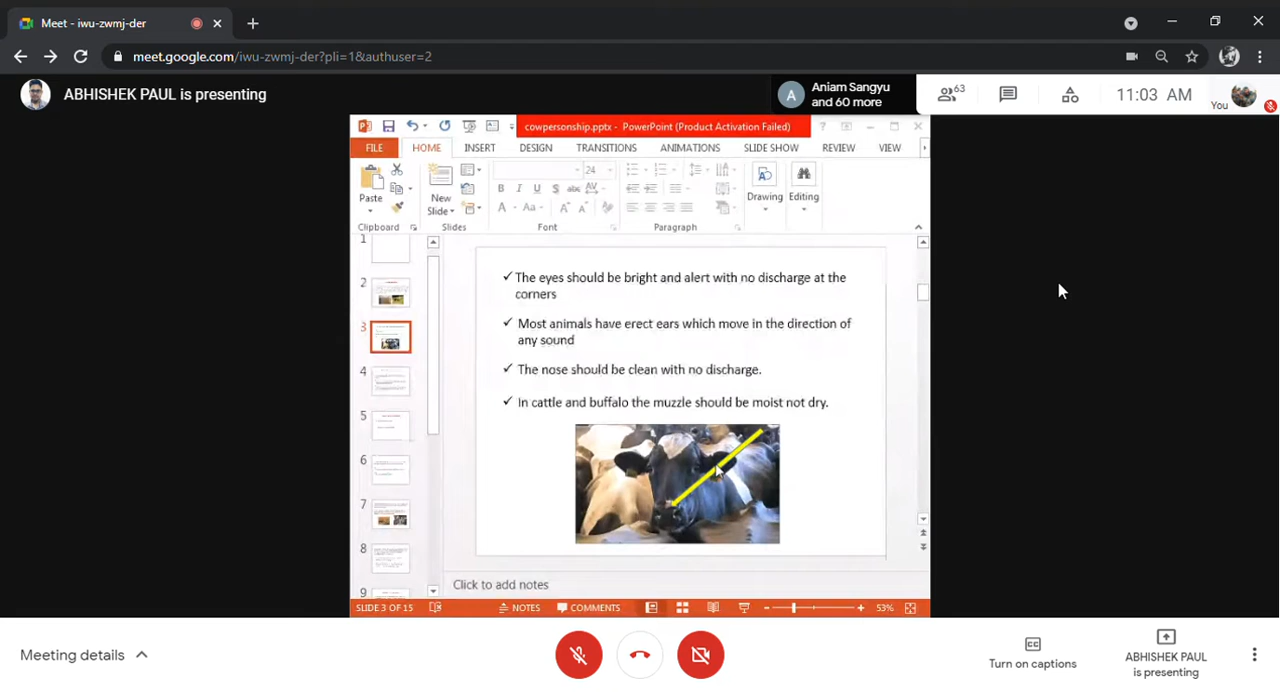 Meet - iwu-zwmj-der
meet.google.com/iwu-zwmj-der?pli=1&authuser=2
ABHISHEK PAUL is presenting
A
Aniam Sangyu
and 60 more
63
11:03 AM
You
cowpersonship.pptx - PowerPoint (Product Activation Failed)
FILE HOME INSERT DESIGN TRANSITIONS ANIMATIONS SLIDE SHOW REVIEW VIEW
24
Paste
New
Slide
Drawing
Editing
Clipboard Slides Font Paragraph
1
2
3
4
5
6
7
8
9
✓ The eyes should be bright and alert with no discharge at the
corners
✓ Most animals have erect ears which move in the direction of
any sound
✓ The nose should be clean with no discharge.
✓ In cattle and buffalo the muzzle should be moist not dry.
Click to add notes
SLIDE 3 OF 15 NOTES COMMENTS 53%
Meeting details
Turn on captions
ABHISHEK PAUL
is presenting